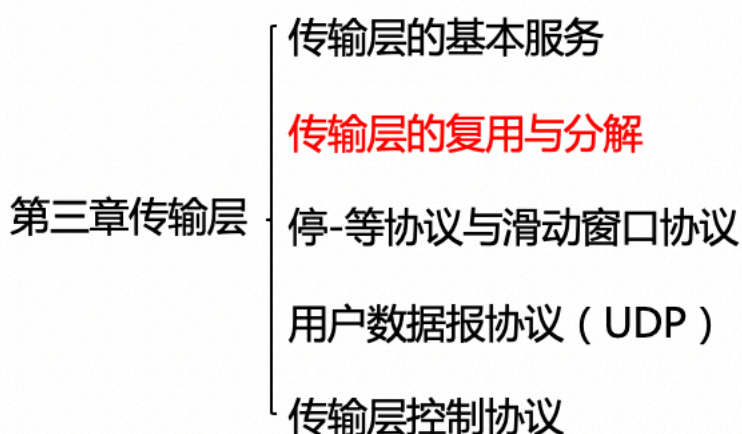 传输层的基本服务
传输层的复用与分解
第三章传输层
停-等协议与滑动窗口协议
用户数据报协议（UDP）
传输层控制协议